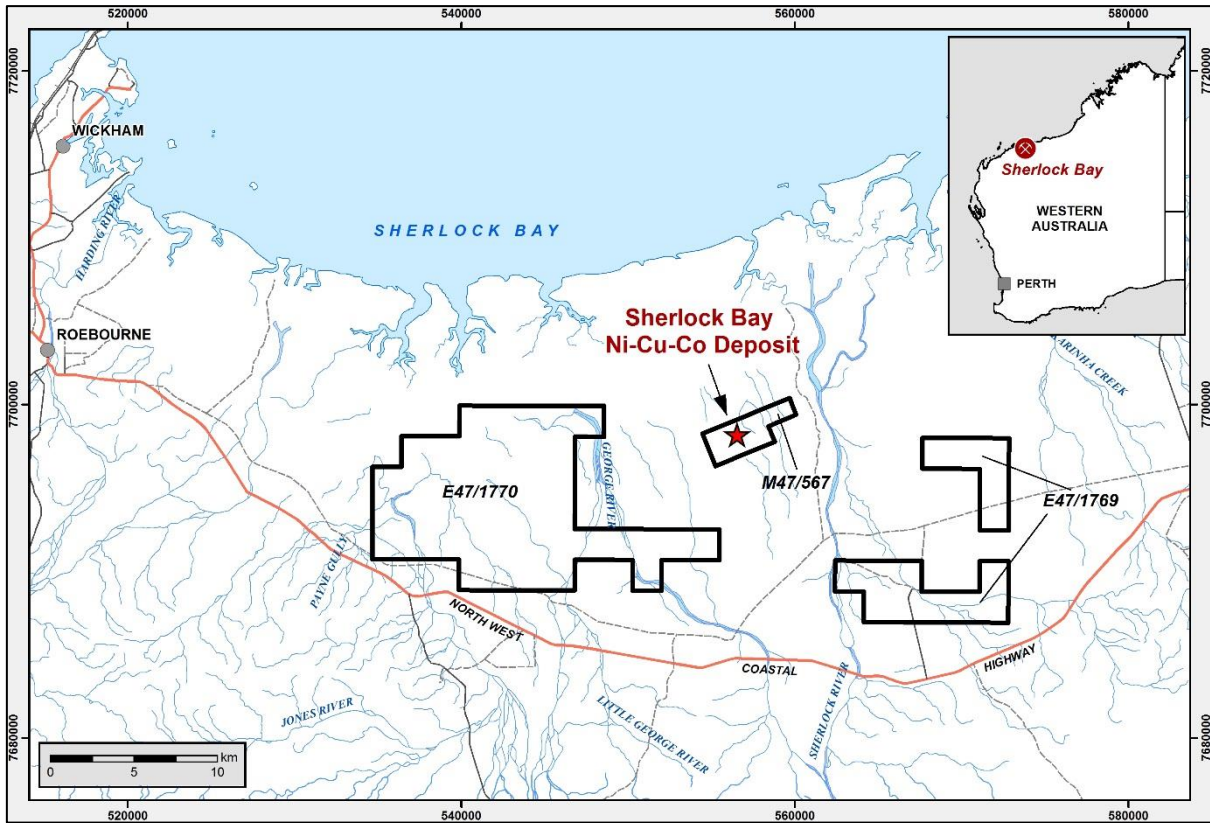 520000
540000
560000
580000
7720000
7720000
WICKHAM
HARDING RIVER
SHERLOCK BAY
Sherlock Bay
WESTERN
AUSTRALIA
PERTH
ROEBOURNE
Sherlock Bay
Ni-Cu-Co Deposit
7700000
7700000
E47/1770
GEORGE RIVER
M47/567
E47/1769
PAYNE GULLY
NORTH WEST
COASTAL
HIGHWAY
JONES RIVER
LITTLE GEORGE RIVER
SHERLOCK RIVER
7680000
7680000
km
0
5
10
520000
540000
560000
580000